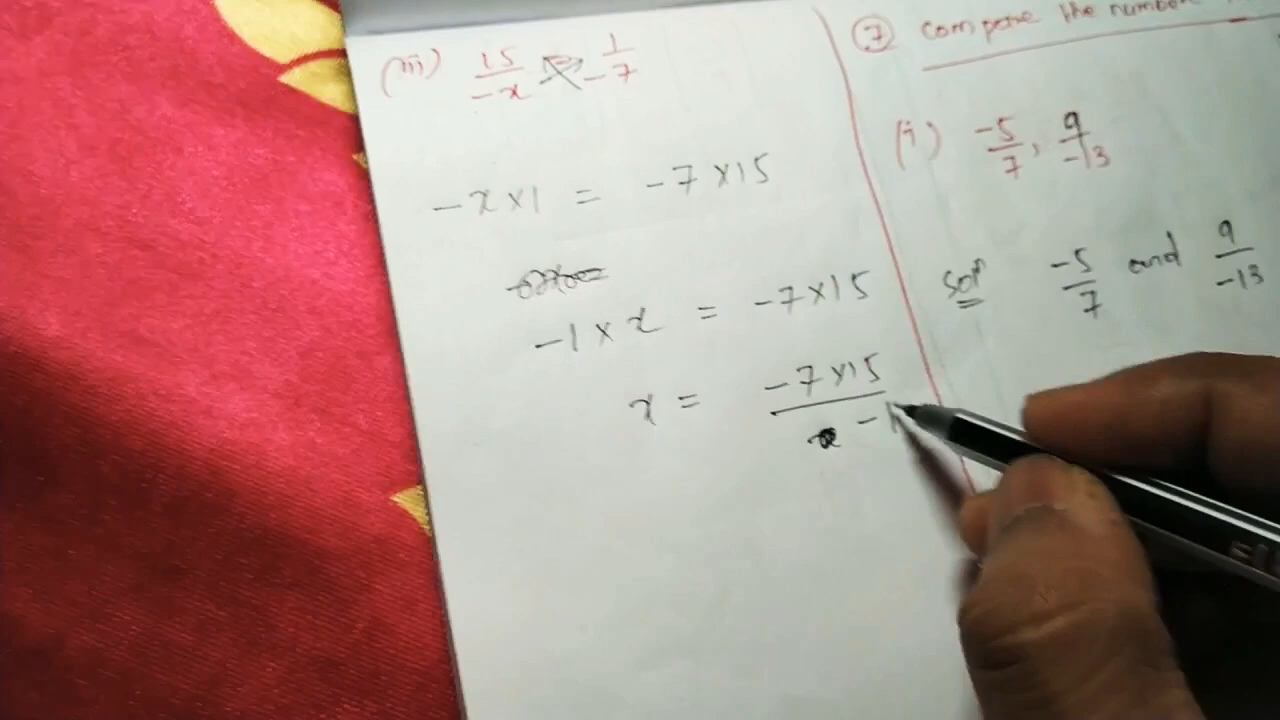 (iii) 15/-x = 1/-7
-x×1 = -7×15
-1×x = -7×15
x = -7×15/-1
⑦ compare the number
(i) -5/7, 9/-13
Solⁿ -5/7 and 9/-13